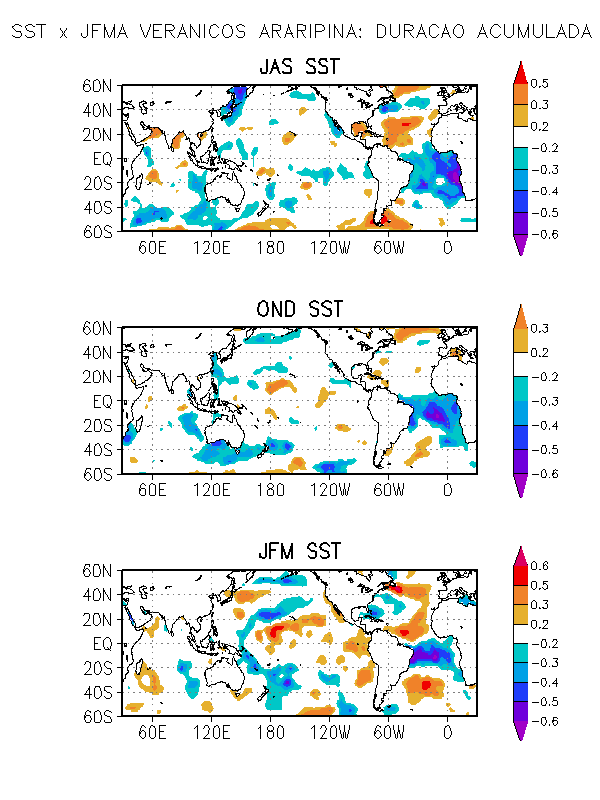 SST x JFMA VERANICOS ARARIPINA: DURACAO ACUMULADA
JAS SST
60N
40N
20N
EQ
20S
40S
60S
60E 120E 180 120W 60W 0
0.5
0.3
0.2
-0.2
-0.3
-0.4
-0.5
-0.6
OND SST
60N
40N
20N
EQ
20S
40S
60S
60E 120E 180 120W 60W 0
0.3
0.2
-0.2
-0.3
-0.4
-0.5
-0.6
JFM SST
60N
40N
20N
EQ
20S
40S
60S
60E 120E 180 120W 60W 0
0.6
0.5
0.3
0.2
-0.2
-0.3
-0.4
-0.5
-0.6